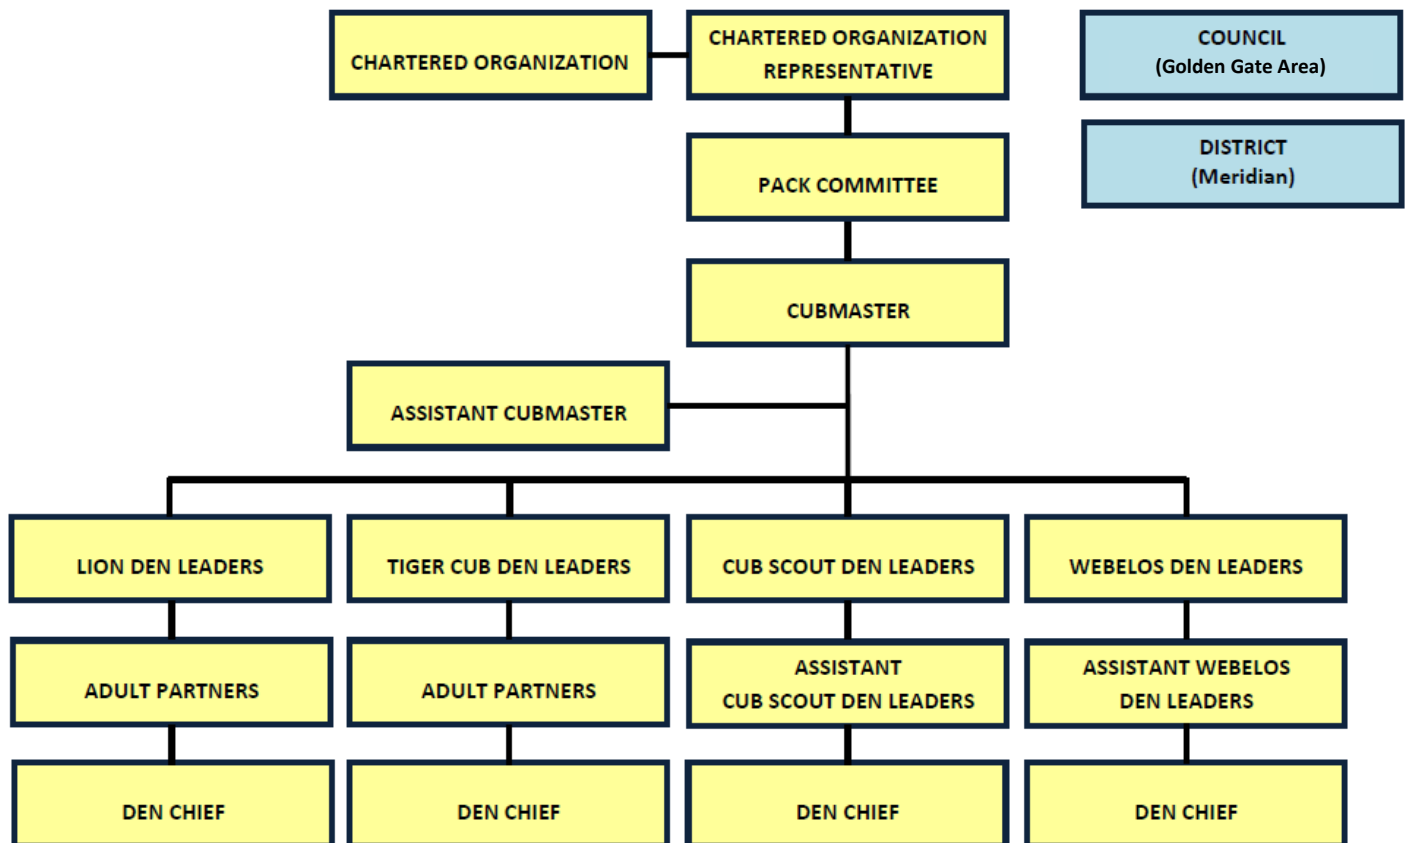 CHARTERED ORGANIZATION
CHARTERED ORGANIZATION
REPRESENTATIVE
COUNCIL
(Golden Gate Area)
DISTRICT
(Meridian)
PACK COMMITTEE
CUBMASTER
ASSISTANT CUBMASTER
LION DEN LEADERS
TIGER CUB DEN LEADERS
CUB SCOUT DEN LEADERS
WEBELOS DEN LEADERS
ADULT PARTNERS
ADULT PARTNERS
ASSISTANT
CUB SCOUT DEN LEADERS
ASSISTANT WEBELOS
DEN LEADERS
DEN CHIEF
DEN CHIEF
DEN CHIEF
DEN CHIEF